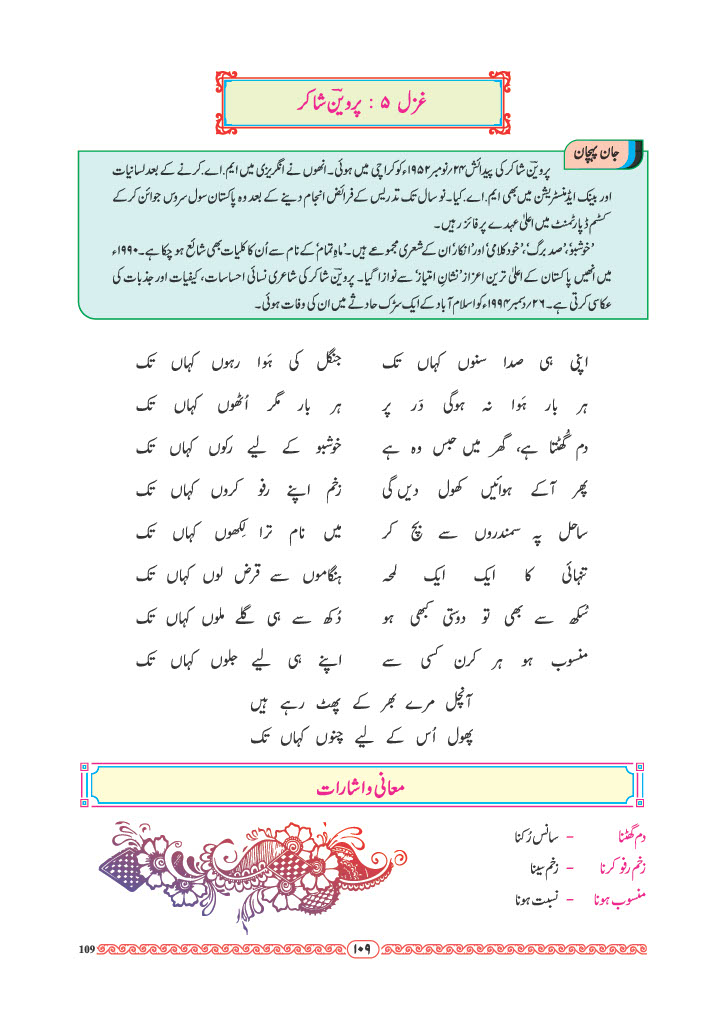 غزل ۵ : پروینؔ شاکر
جان پہچان
پروینؔ شاکر کی پیدائش ۲۴؍نومبر ۱۹۵۲ء کو کراچی میں ہوئی۔ انھوں نے انگریزی میں ایم۔اے۔ کرنے کے بعد لسانیات
اور بینک ایڈمنسٹریشن میں بھی ایم۔اے۔ کیا۔ نو سال تک تدریس کے فرائض انجام دینے کے بعد وہ پاکستان سول سروس جوائن کر کے
کسٹم ڈپارٹمنٹ میں اعلیٰ عہدے پر فائز رہیں۔
'خوشبو'، 'صد برگ'، 'خود کلامی' اور 'انکار' ان کے شعری مجموعے ہیں۔ 'ماہِ تمام' کے نام سے اُن کا کلیات بھی شائع ہو چکا ہے۔ ۱۹۹۰ء
میں انھیں پاکستان کے اعلیٰ ترین اعزاز 'نشانِ امتیاز' سے نوازا گیا۔ پروینؔ شاکر کی شاعری نسائی احساسات، کیفیات اور جذبات کی
عکاسی کرتی ہے۔ ۲۶؍دسمبر ۱۹۹۴ء کو اسلام آباد کے ایک سڑک حادثے میں ان کی وفات ہوئی۔
اپنی ہی صدا سنوں کہاں تک جنگل کی ہَوا رہوں کہاں تک
ہر بار ہَوا نہ ہوگی دَر پر ہر بار مگر اُٹھوں کہاں تک
دم گھُٹتا ہے، گھر میں حبس وہ ہے خوشبو کے لیے رکوں کہاں تک
پھر آکے ہوائیں کھول دیں گی زخم اپنے رفو کروں کہاں تک
ساحل پہ سمندروں سے بچ کر میں نام ترا لِکھوں کہاں تک
تنہائی کا ایک ایک لمحہ ہنگاموں سے قرض لوں کہاں تک
سُکھ سے بھی تو دوستی کبھی ہو دُکھ سے ہی گلے ملوں کہاں تک
منسوب ہو ہر کرن کسی سے اپنے ہی لیے جلوں کہاں تک
آنچل مرے بھر کے پھٹ رہے ہیں
پھول اُس کے لیے چنوں کہاں تک
معانی و اشارات
دم گھٹنا - سانس رُکنا
زخم رفو کرنا - زخم سینا
منسوب ہونا - نسبت ہونا
109 ۱۰۹